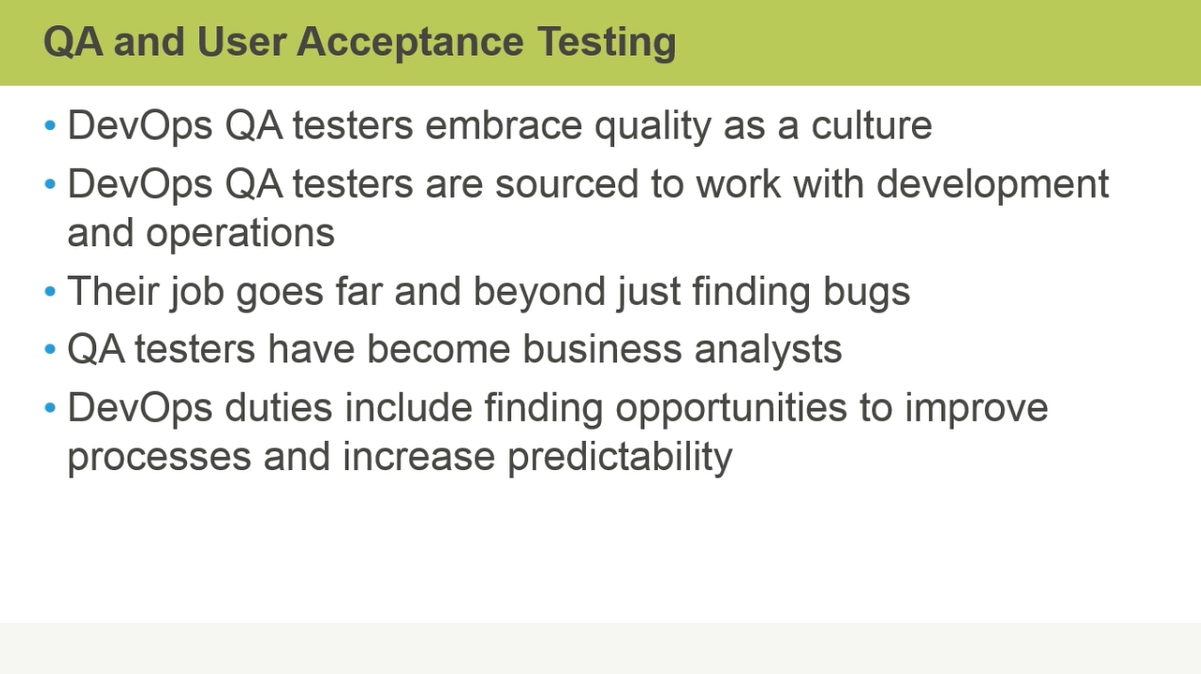 QA and User Acceptance Testing
• DevOps QA testers embrace quality as a culture
• DevOps QA testers are sourced to work with development
and operations
• Their job goes far and beyond just finding bugs
• QA testers have become business analysts
• DevOps duties include finding opportunities to improve
processes and increase predictability